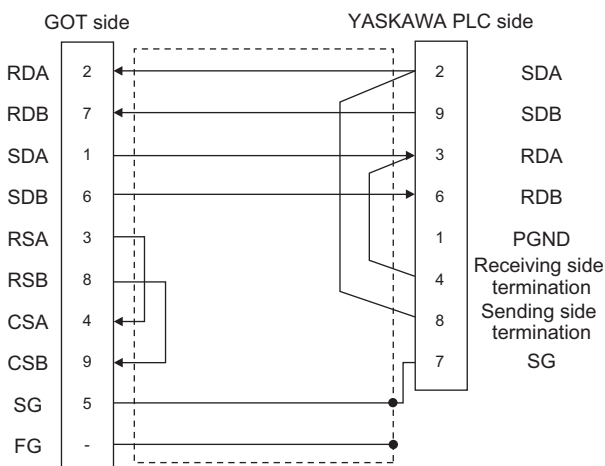 GOT side
YASKAWA PLC side
RDA 2 2 SDA
RDB 7 9 SDB
SDA 1 3 RDA
SDB 6 6 RDB
RSA 3 1 PGND
RSB 8 4 Receiving side
termination
CSA 4 8 Sending side
termination
CSB 9 7 SG
SG 5
FG -